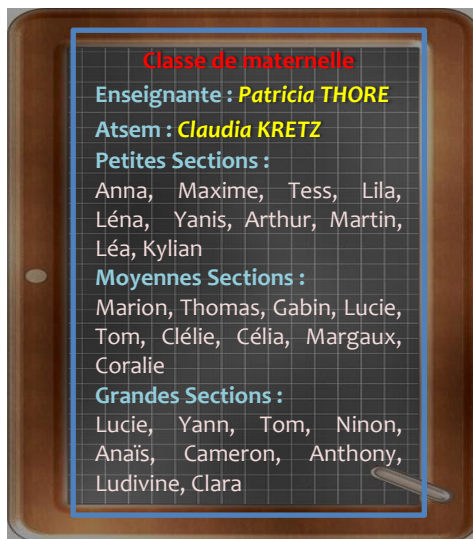 Classe de maternelle
Enseignante : Patricia THORE
Atsem : Claudia KRETZ
Petites Sections :
Anna, Maxime, Tess, Lila,
Léna, Yanis, Arthur, Martin,
Léa, Kylian
Moyennes Sections :
Marion, Thomas, Gabin, Lucie,
Tom, Clélie, Célia, Margaux,
Coralie
Grandes Sections :
Lucie, Yann, Tom, Ninon,
Anaïs, Cameron, Anthony,
Ludivine, Clara